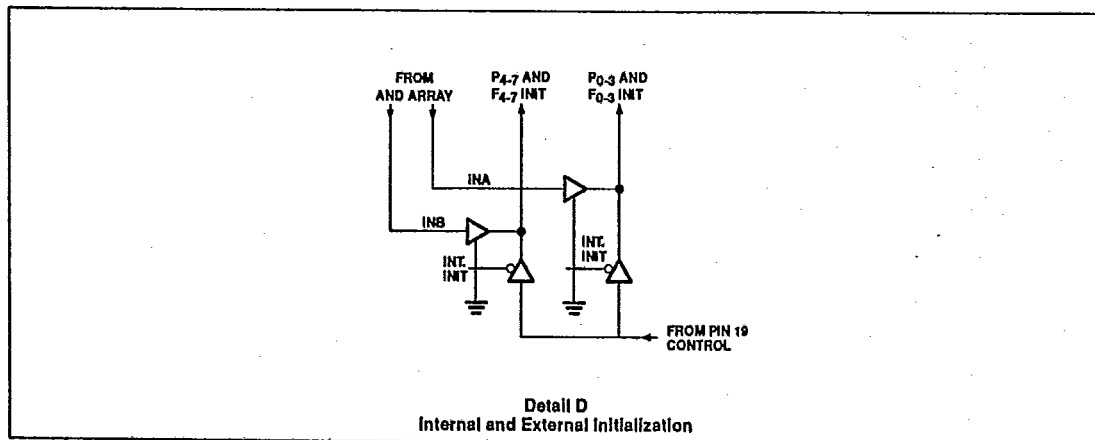 FROM
AND ARRAY
P4-7 AND
F4-7 INIT
P0-3 AND
F0-3 INIT
INA
INB
INT.
INIT
INT.
INIT
FROM PIN 19
CONTROL
Detail D
Internal and External Initialization